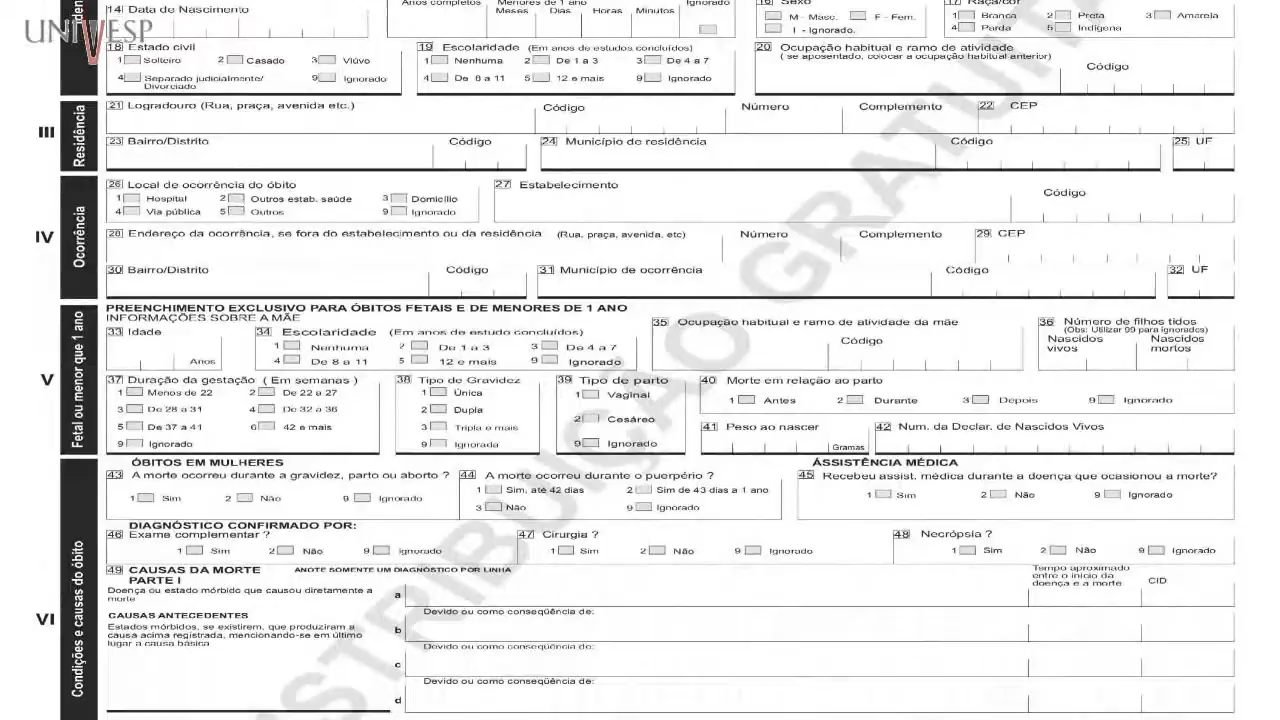 UNIVESP
14 Data de Nascimento
Anos completos Menores de 1 ano Ignorado
Meses Dias Horas Minutos
16 Sexo
M - Masc. F - Fem.
I - Ignorado.
17 Raça/cor
1 Branca 2 Preta 3 Amarela
4 Parda 5 Indígena
18 Estado civil
1 Solteiro 2 Casado 3 Viúvo
4 Separado judicialmente/ 9 Ignorado
Divorciado
19 Escolaridade (Em anos de estudos concluídos)
1 Nenhuma 2 De 1 a 3 3 De 4 a 7
4 De 8 a 11 5 12 e mais 9 Ignorado
20 Ocupação habitual e ramo de atividade
( se aposentado, colocar a ocupação habitual anterior)
Código
III
Residência
21 Logradouro (Rua, praça, avenida etc.) Código Número Complemento 22 CEP
23 Bairro/Distrito Código 24 Município de residência Código 25 UF
IV
Ocorrência
26 Local de ocorrência do óbito
1 Hospital 2 Outros estab. saúde 3 Domicílio
4 Via pública 5 Outros 9 Ignorado
27 Estabelecimento Código
28 Endereço da ocorrência, se fora do estabelecimento ou da residência (Rua, praça, avenida, etc) Número Complemento 29 CEP
30 Bairro/Distrito Código 31 Município de ocorrência Código 32 UF
V
Fetal ou menor que 1 ano
PREENCHIMENTO EXCLUSIVO PARA ÓBITOS FETAIS E DE MENORES DE 1 ANO
INFORMAÇÕES SOBRE A MÃE
33 Idade
Anos
34 Escolaridade (Em anos de estudo concluídos)
1 Nenhuma 2 De 1 a 3 3 De 4 a 7
4 De 8 a 11 5 12 e mais 9 Ignorado
35 Ocupação habitual e ramo de atividade da mãe
Código
36 Número de filhos tidos
(Obs: Utilizar 99 para ignorados)
Nascidos vivos Nascidos mortos
37 Duração da gestação ( Em semanas )
1 Menos de 22 2 De 22 a 27
3 De 28 a 31 4 De 32 a 36
5 De 37 a 41 6 42 e mais
9 Ignorado
38 Tipo de Gravidez
1 Única
2 Dupla
3 Tripla e mais
9 Ignorada
39 Tipo de parto
1 Vaginal
2 Cesáreo
9 Ignorado
40 Morte em relação ao parto
1 Antes 2 Durante 3 Depois 9 Ignorado
41 Peso ao nascer
Gramas
42 Num. da Declar. de Nascidos Vivos
VI
Condições e causas do óbito
ÓBITOS EM MULHERES
43 A morte ocorreu durante a gravidez, parto ou aborto ?
1 Sim 2 Não 9 Ignorado
44 A morte ocorreu durante o puerpério ?
1 Sim, até 42 dias 2 Sim de 43 dias a 1 ano
3 Não 9 Ignorado
ÁSSISTÊNCIA MÉDICA
45 Recebeu assist. médica durante a doença que ocasionou a morte?
1 Sim 2 Não 9 Ignorado
DIAGNÓSTICO CONFIRMADO POR:
46 Exame complementar ?
1 Sim 2 Não 9 Ignorado
47 Cirurgia ?
1 Sim 2 Não 9 Ignorado
48 Necrópsia ?
1 Sim 2 Não 9 Ignorado
49 CAUSAS DA MORTE ANOTE SOMENTE UM DIAGNÓSTICO POR LINHA
PARTE I
Tempo aproximado
entre o início da
doença e a morte CID
Doença ou estado mórbido que causou diretamente a
morte
a
Devido ou como conseqüência de:
CAUSAS ANTECEDENTES
Estados mórbidos, se existirem, que produziram a
causa acima registrada, mencionando-se em último
lugar a causa básica
b
Devido ou como conseqüência de:
c
Devido ou como conseqüência de:
d
DISTRIBUIÇÃO GRATUITA